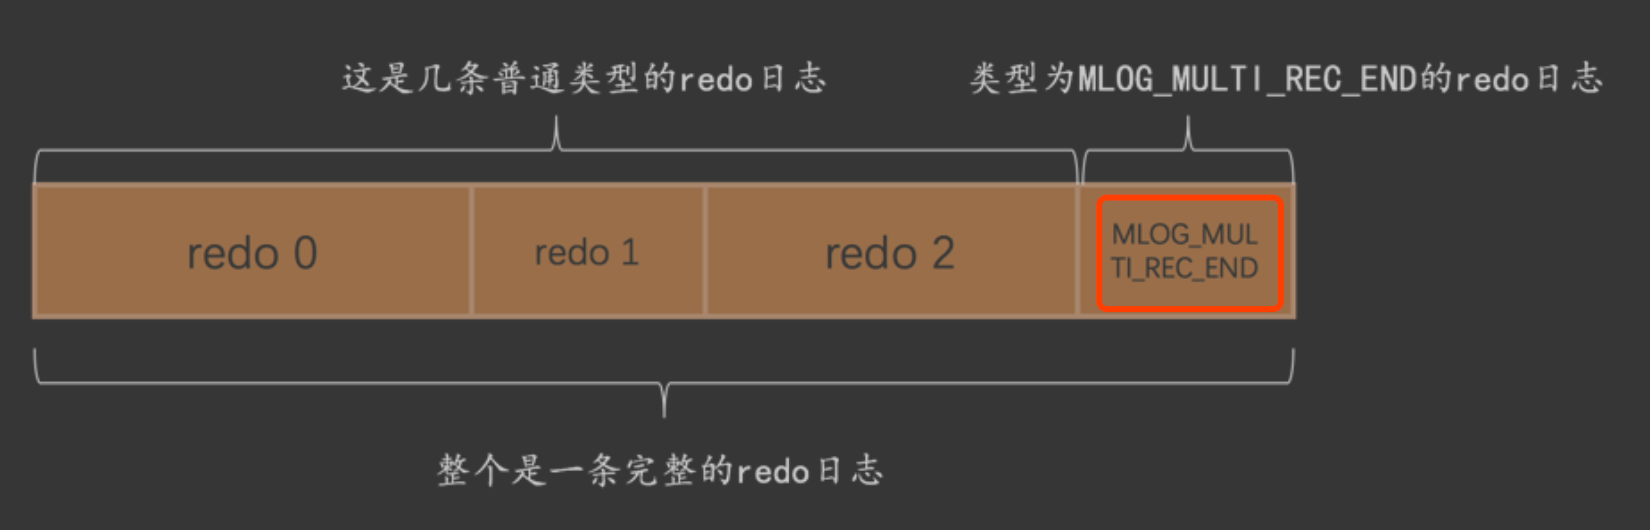 这是几条普通类型的redo日志
类型为MLOG_MULTI_REC_END的redo日志
redo 0
redo 1
redo 2
MLOG_MUL
TI_REC_END
整个是一条完整的redo日志